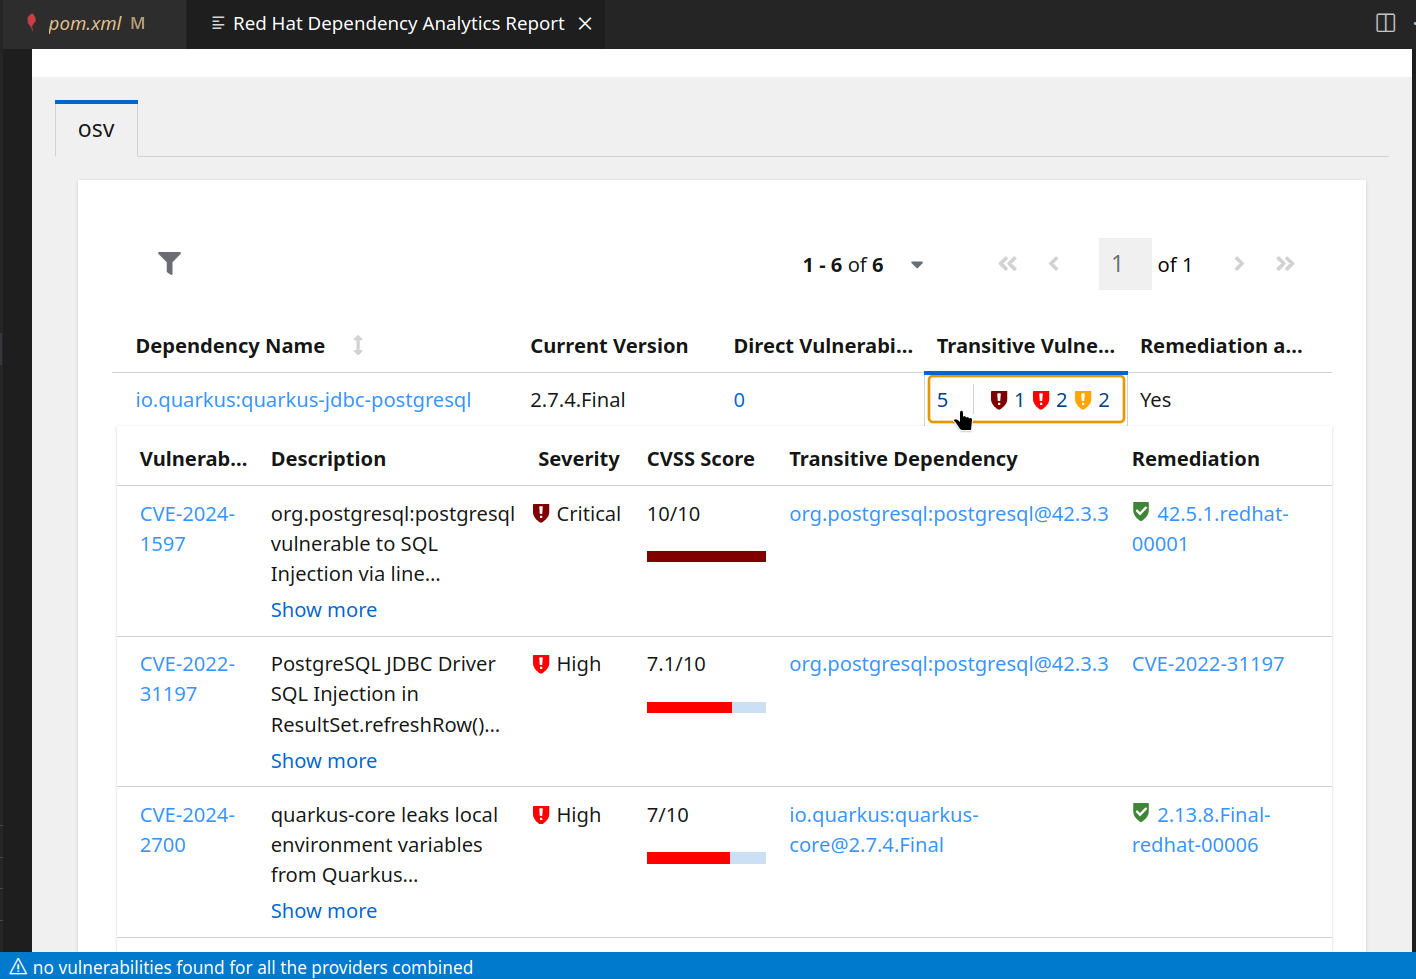 pom.xml M
Red Hat Dependency Analytics Report
OSV
1 - 6 of 6
1 of 1
Dependency Name Current Version Direct Vulnerabi... Transitive Vulne... Remediation a...
io.quarkus:quarkus-jdbc-postgresql 2.7.4.Final 0 5 1 2 2 Yes
Vulnerab... Description Severity CVSS Score Transitive Dependency Remediation
CVE-2024-
1597
org.postgresql:postgresql
vulnerable to SQL
Injection via line...
Show more
Critical
10/10
org.postgresql:postgresql@42.3.3
42.5.1.redhat-
00001
CVE-2022-
31197
PostgreSQL JDBC Driver
SQL Injection in
ResultSet.refreshRow()...
Show more
High
7.1/10
org.postgresql:postgresql@42.3.3
CVE-2022-31197
CVE-2024-
2700
quarkus-core leaks local
environment variables
from Quarkus...
Show more
High
7/10
io.quarkus:quarkus-
core@2.7.4.Final
2.13.8.Final-
redhat-00006
no vulnerabilities found for all the providers combined